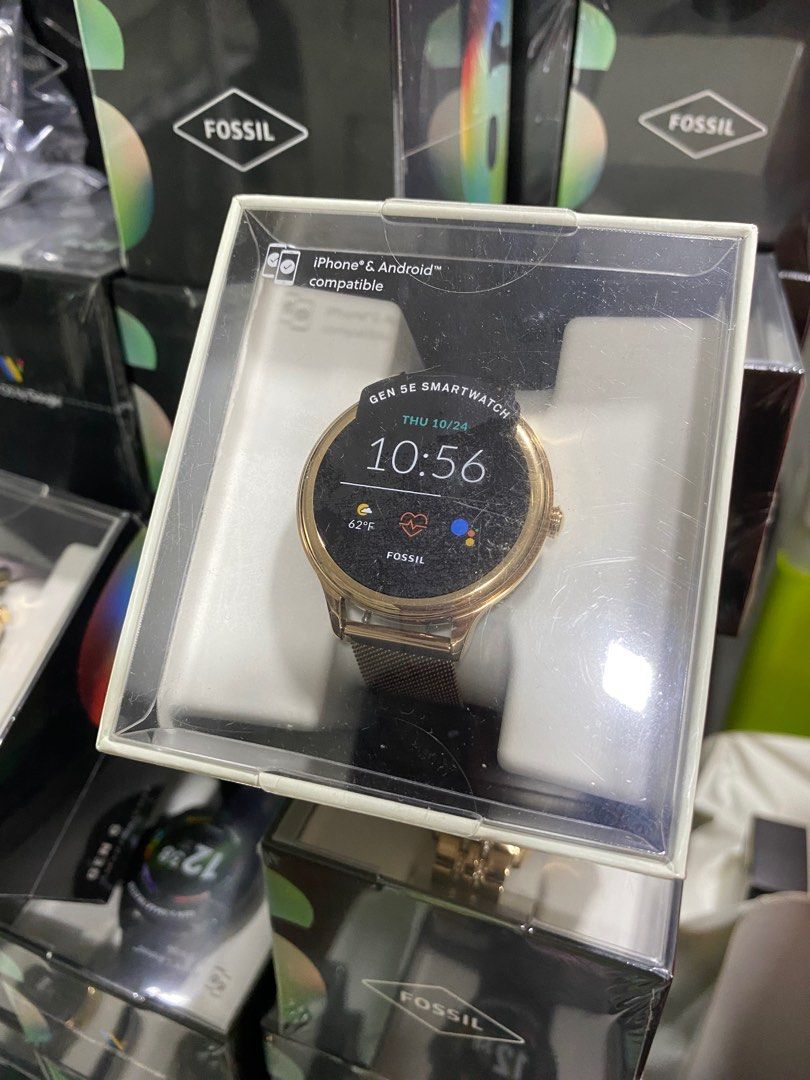 FOSSIL
FOSSIL
iPhone® & Android™
compatible
GEN 5E SMARTWATCH
THU 10/24
10:56
62°F
FOSSIL
FOSSIL